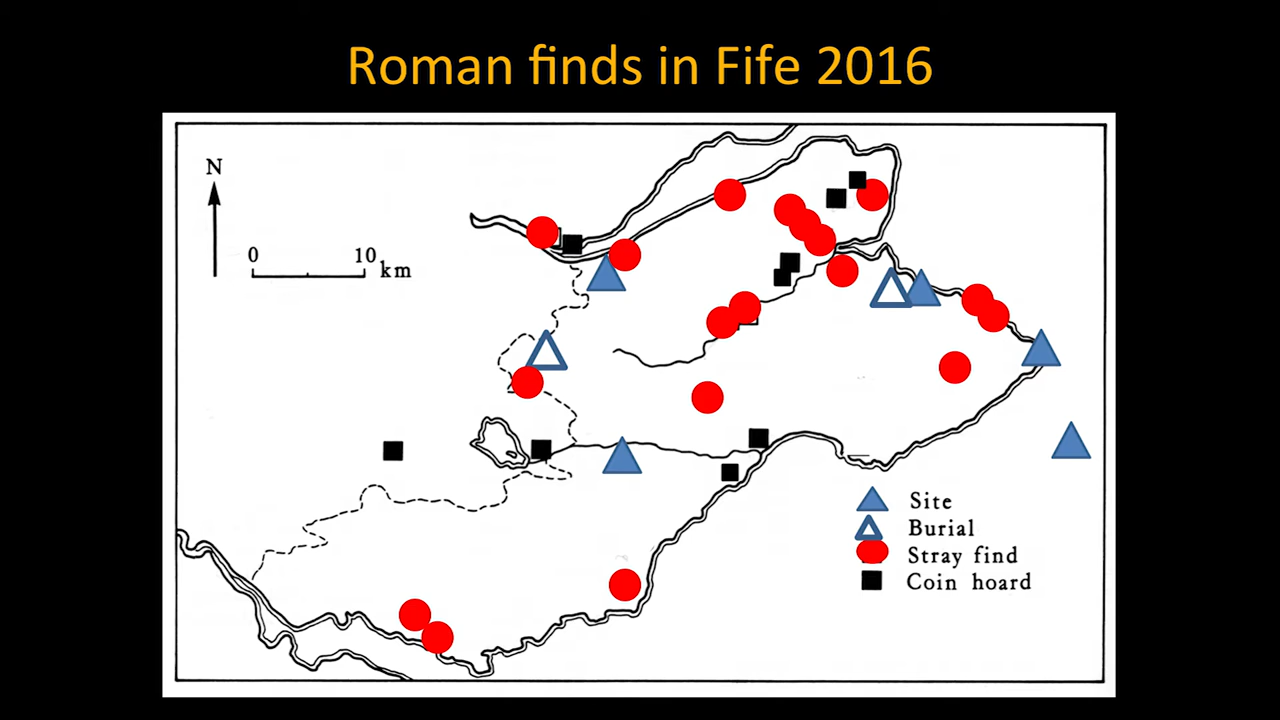 Roman finds in Fife 2016
N
0 10 km
Site
Burial
Stray find
Coin hoard